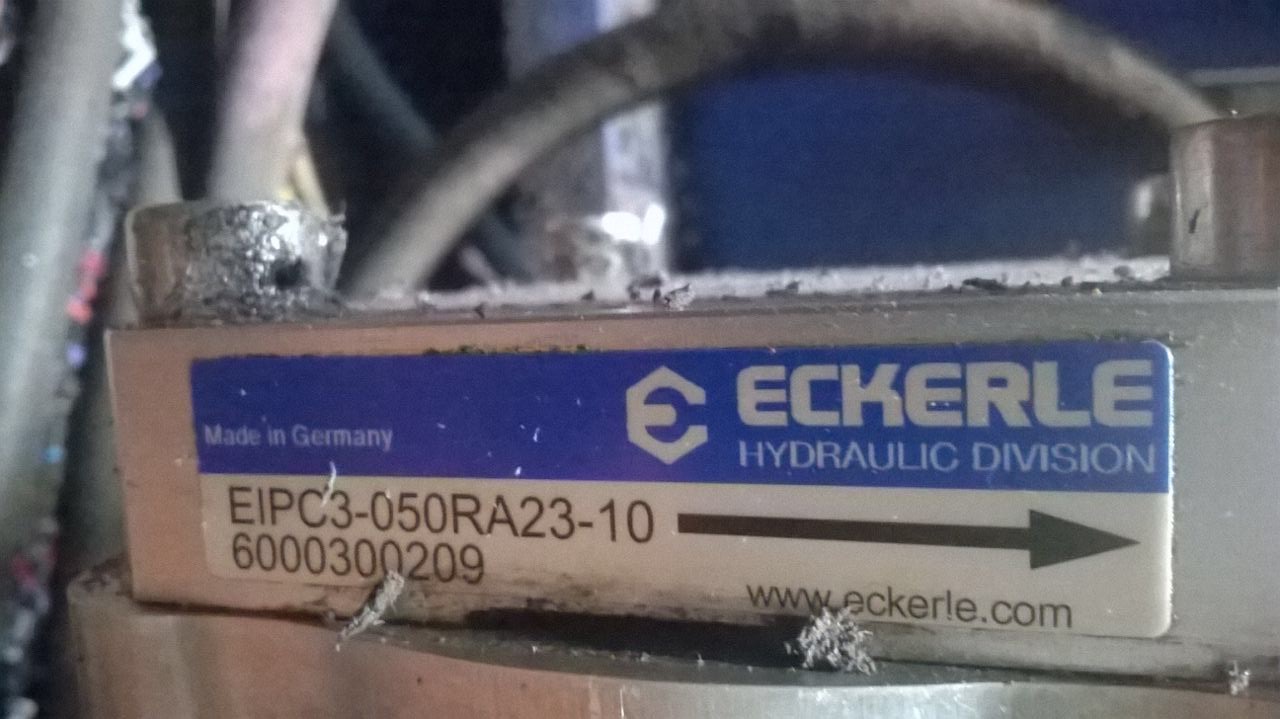 ECKERLE
HYDRAULIC DIVISION
Made in Germany
EIPC3-050RA23-10
6000300209
www.eckerle.com